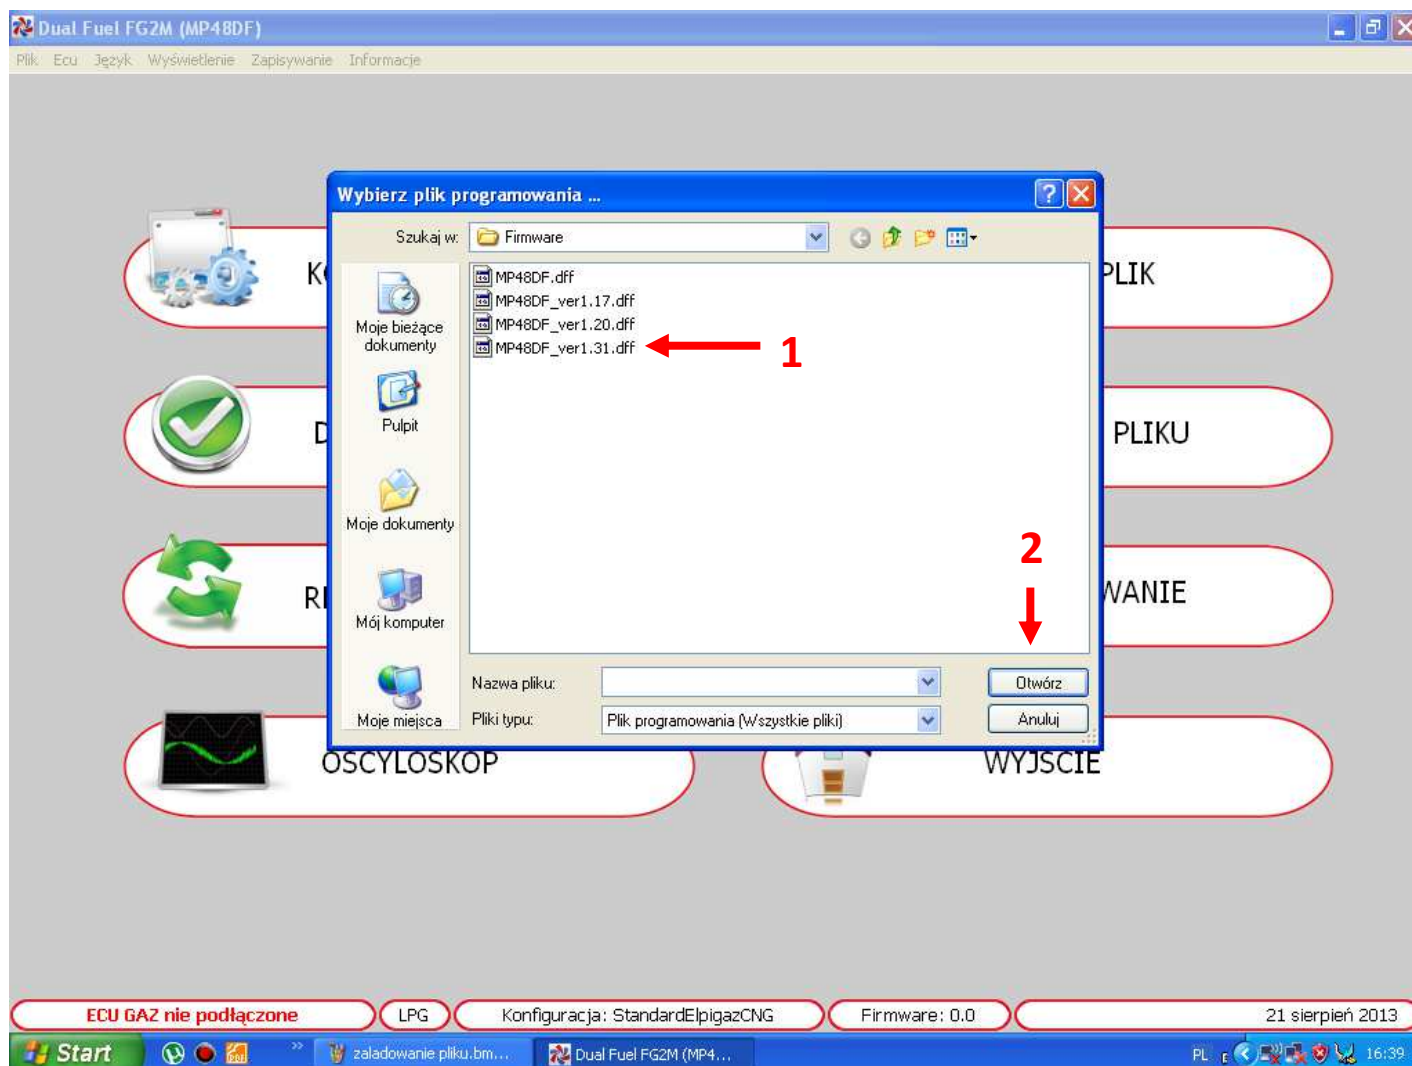 Dual Fuel FG2M (MP48DF)
Plik Ecu Język Wyświetlenie Zapisywanie Informacje
Wybierz plik programowania ...
Szukaj w: Firmware
MP48DF.dff
MP48DF_ver1.17.dff
MP48DF_ver1.20.dff
MP48DF_ver1.31.dff
1
Moje bieżące
dokumenty
Pulpit
Moje dokumenty
Mój komputer
Moje miejsca
2
Nazwa pliku:
Otwórz
Pliki typu: Plik programowania (Wszystkie pliki)
Anuluj
PLIK
PLIKU
OSCYLOSKOP
WYJŚCIE
ECU GAZ nie podłączone
LPG
Konfiguracja: StandardElpigazCNG
Firmware: 0.0
21 sierpień 2013
Start
zaladowanie pliku.bm...
Dual Fuel FG2M (MP4...
PL
16:39